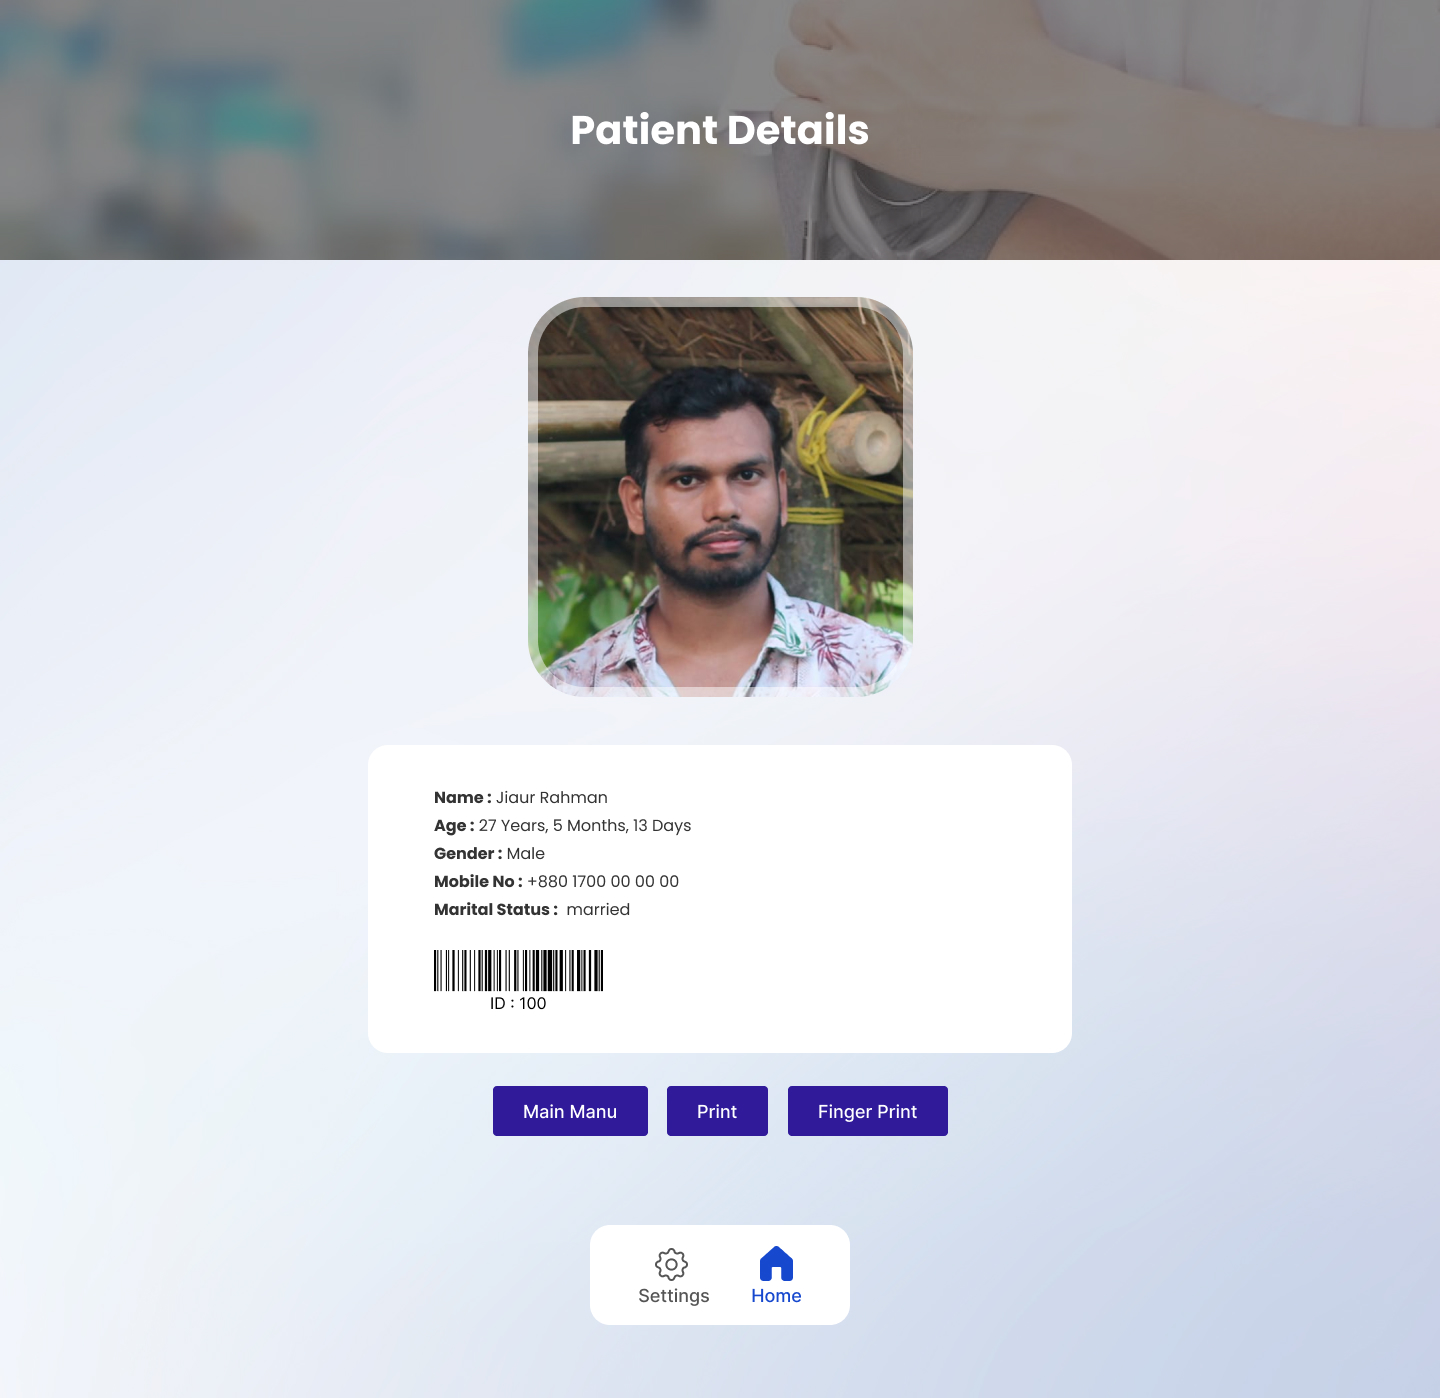 Patient Details
Name : Jiaur Rahman
Age : 27 Years, 5 Months, 13 Days
Gender : Male
Mobile No : +880 1700 00 00 00
Marital Status :  married
ID : 100
Main Manu
Print
Finger Print
Settings
Home